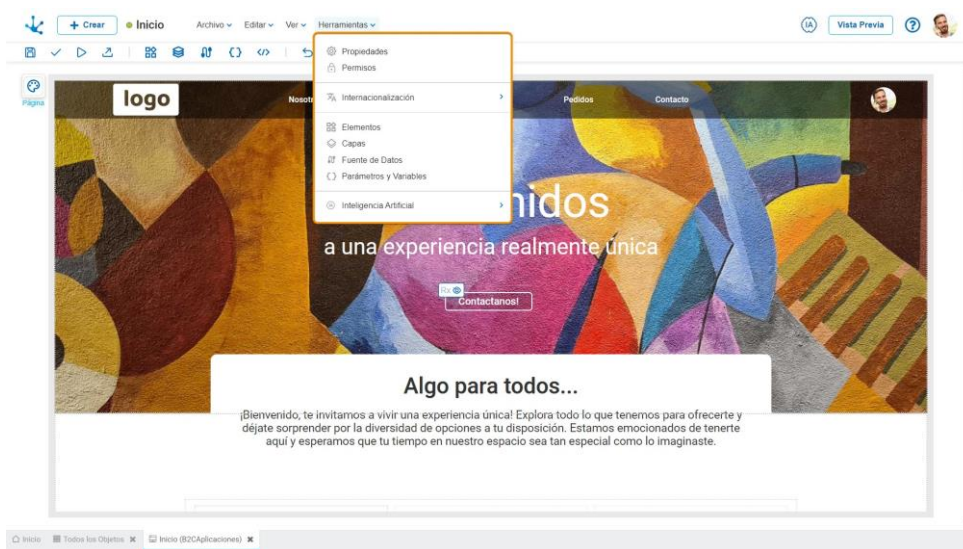 + Crear
Inicio
Archivo
Editar
Ver
Herramientas
IA
Vista Previa
?
Propiedades
Permisos
Internacionalización
Elementos
Capas
Fuente de Datos
Parámetros y Variables
Inteligencia Artificial
Página
logo
Nosotr
Pedidos
Contacto
nidos
a una experiencia realmente única
Rx
Contactanos!
Algo para todos...
¡Bienvenido, te invitamos a vivir una experiencia única! Explora todo lo que tenemos para ofrecerte y
déjate sorprender por la diversidad de opciones a tu disposición. Estamos emocionados de tenerte
aquí y esperamos que tu tiempo en nuestro espacio sea tan especial como lo imaginaste.
Inicio
Todos los Objetos
Inicio (B2CAplicaciones)